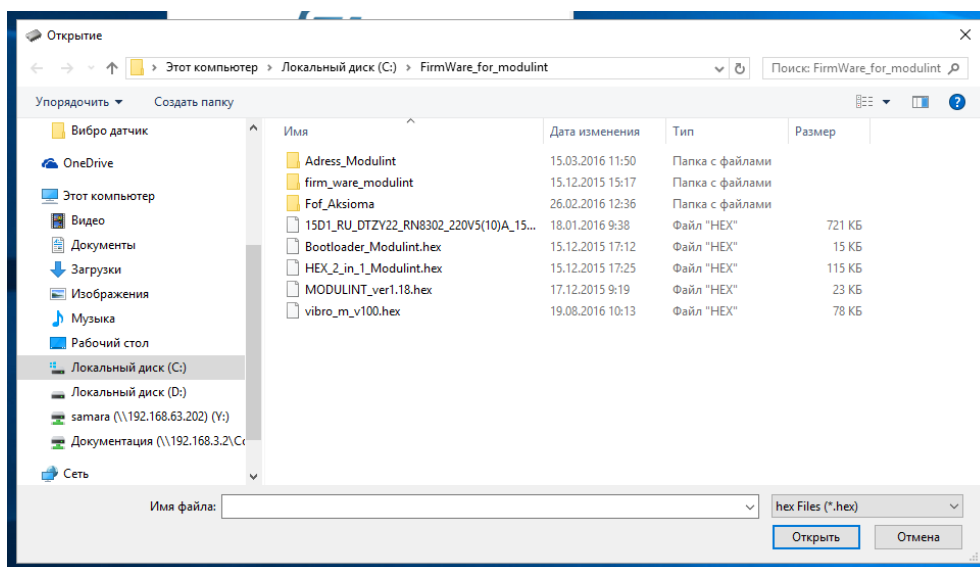 Открытие
Этот компьютер > Локальный диск (C:) > FirmWare_for_modulint
Поиск: FirmWare_for_modulint
Упорядочить
Создать папку
Вибро датчик
OneDrive
Этот компьютер
Видео
Документы
Загрузки
Изображения
Музыка
Рабочий стол
Локальный диск (C:)
Локальный диск (D:)
samara (\\192.168.63.202) (Y:)
Документация (\\192.168.3.2\Co
Сеть
Имя Дата изменения Тип Размер
Adress_Modulint 15.03.2016 11:50 Папка с файлами
firm_ware_modulint 15.12.2015 15:17 Папка с файлами
Fof_Aksioma 26.02.2016 12:36 Папка с файлами
15D1_RU_DTZY22_RN8302_220V5(10)A_15... 18.01.2016 9:38 Файл "HEX" 721 КБ
Bootloader_Modulint.hex 15.12.2015 17:12 Файл "HEX" 15 КБ
HEX_2_in_1_Modulint.hex 15.12.2015 17:25 Файл "HEX" 115 КБ
MODULINT_ver1.18.hex 17.12.2015 9:19 Файл "HEX" 23 КБ
vibro_m_v100.hex 19.08.2016 10:13 Файл "HEX" 78 КБ
Имя файла:
hex Files (*.hex)
Открыть
Отмена